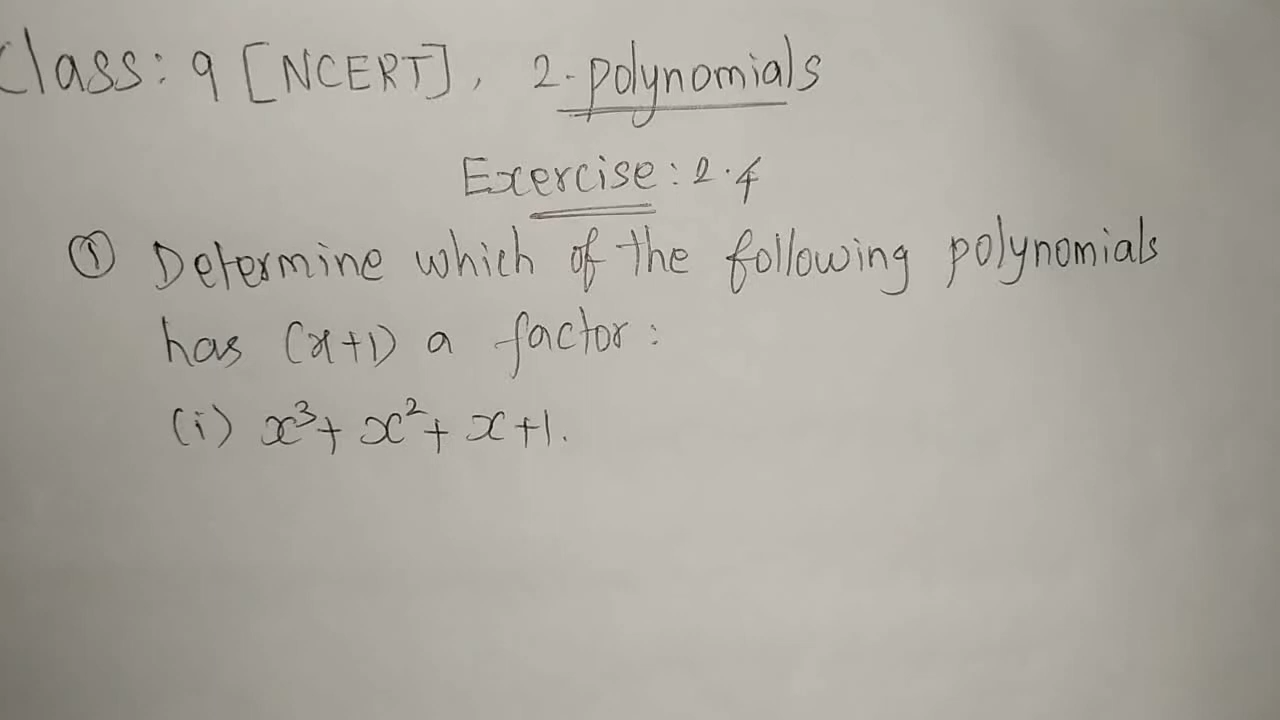 Class: 9 [NCERT], 2-polynomials
Exercise: 2.4
① Determine which of the following polynomials
has (x+1) a factor:
(i) x³+ x²+ x+1.